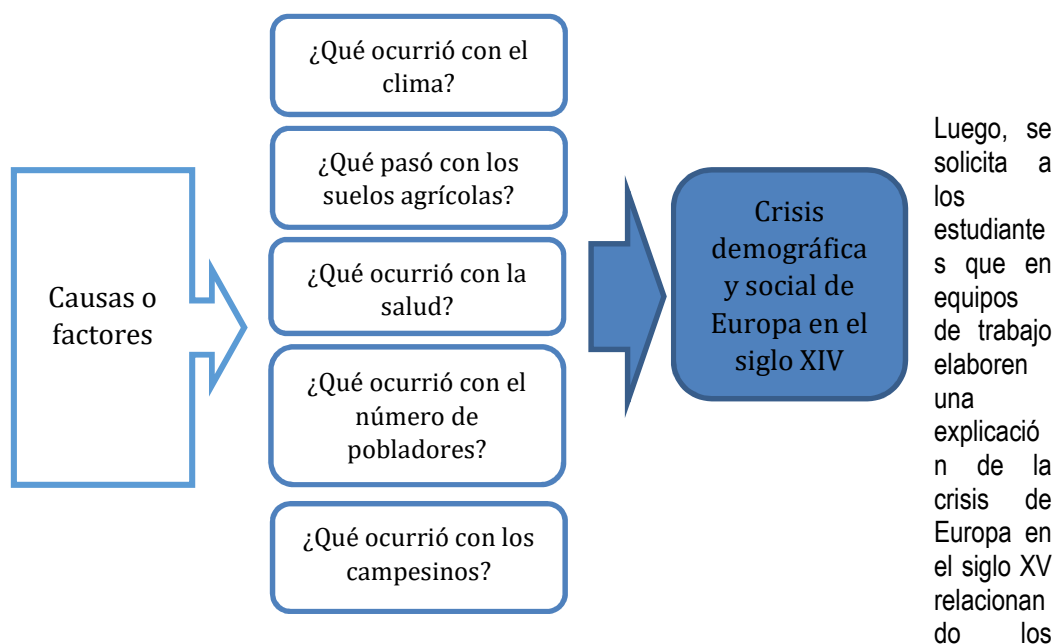 Causas o
factores
¿Qué ocurrió con el
clima?
¿Qué pasó con los
suelos agrícolas?
¿Qué ocurrió con la
salud?
¿Qué ocurrió con el
número de
pobladores?
¿Qué ocurrió con los
campesinos?
Crisis
demográfica
y social de
Europa en el
siglo XIV
Luego, se
solicita a
los
estudiante
s que en
equipos
de trabajo
elaboren
una
explicació
n de la
crisis de
Europa en
el siglo XV
relacionan
do los